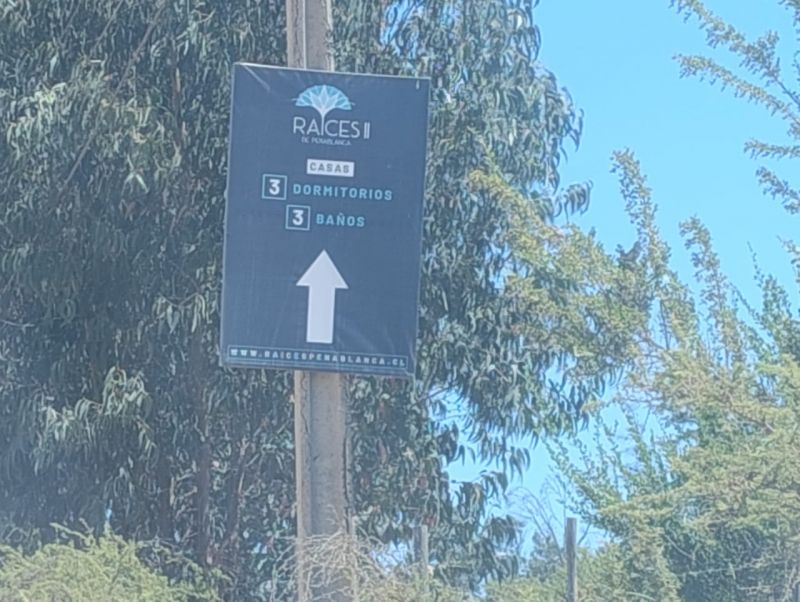 RAICES II
DE PEÑABLANCA
CASAS
3 DORMITORIOS
3 BAÑOS
WWW.RAICESPENABLANCA.CL